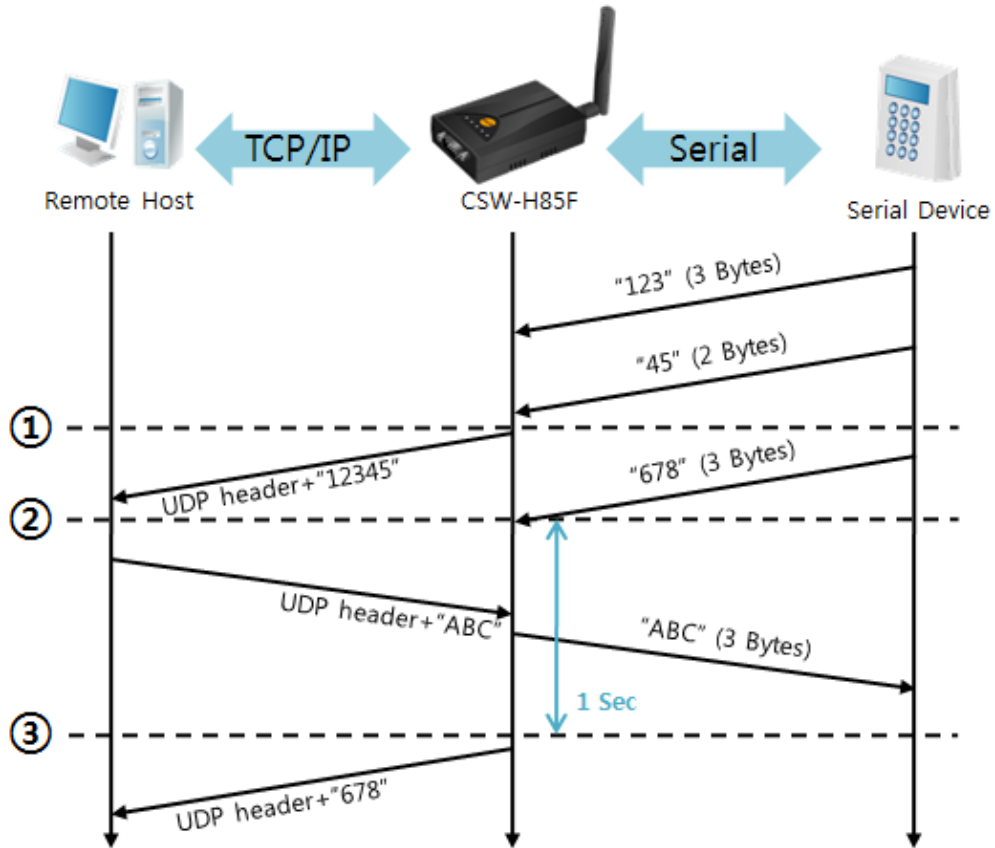 TCP/IP
Serial
Remote Host
CSW-H85F
Serial Device
"123" (3 Bytes)
"45" (2 Bytes)
①
UDP header+"12345"
"678" (3 Bytes)
②
UDP header+"ABC"
"ABC" (3 Bytes)
1 Sec
③
UDP header+"678"